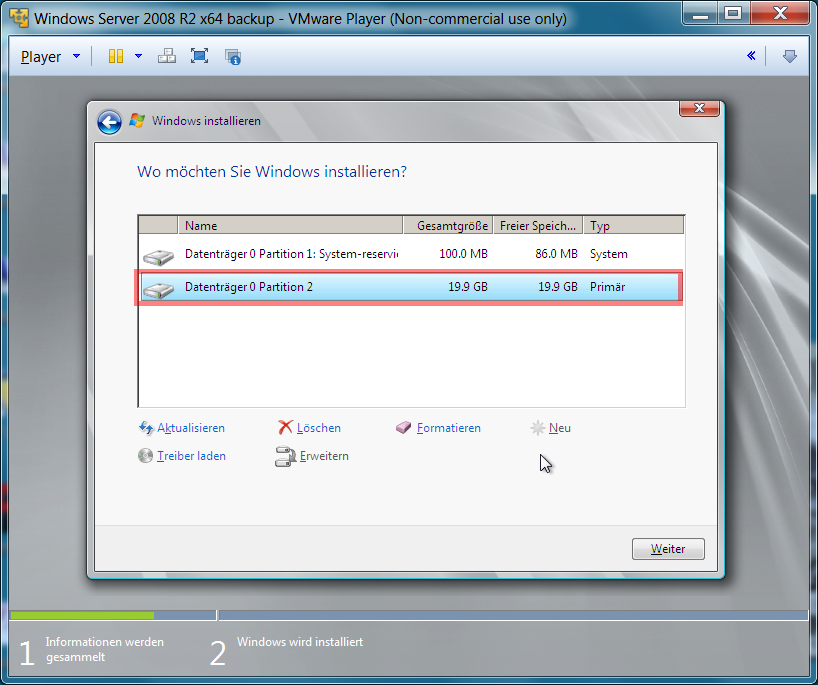 Windows Server 2008 R2 x64 backup - VMware Player (Non-commercial use only)
Player
Windows installieren
Wo möchten Sie Windows installieren?
Name Gesamtgröße Freier Speich... Typ
Datenträger 0 Partition 1: System-reservie 100.0 MB 86.0 MB System
Datenträger 0 Partition 2 19.9 GB 19.9 GB Primär
Aktualisieren Löschen Formatieren Neu
Treiber laden Erweitern
Weiter
1 Informationen werden gesammelt
2 Windows wird installiert